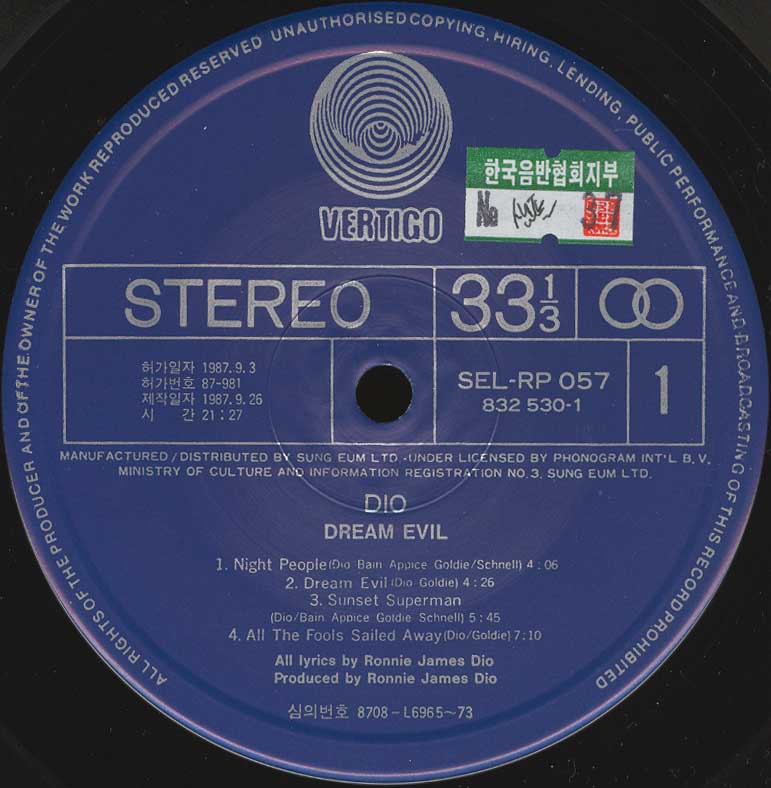 ALL RIGHTS OF THE PRODUCER AND OF THE OWNER OF THE WORK REPRODUCED RESERVED UNAUTHORISED COPYING, HIRING, LENDING, PUBLIC PERFORMANCE AND BROADCASTING OF THIS RECORD PROHIBITED
VERTIGO
한국음반협회지부
№
STEREO
33 1/3
허가일자 1987.9.3
허가번호 87-981
제작일자 1987.9.26
시 간 21:27
SEL-RP 057
832 530-1
1
MANUFACTURED/DISTRIBUTED BY SUNG EUM LTD.-UNDER LICENSED BY PHONOGRAM INT'L B.V.
MINISTRY OF CULTURE AND INFORMATION REGISTRATION NO.3. SUNG EUM LTD.
DIO
DREAM EVIL
1. Night People(Dio Bain Appice Goldie/Schnell) 4:06
2. Dream Evil(Dio Goldie) 4:26
3. Sunset Superman
(Dio/Bain Appice Goldie Schnell) 5:45
4. All The Fools Sailed Away(Dio/Goldie) 7:10
All lyrics by Ronnie James Dio
Produced by Ronnie James Dio
심의번호 8708-L6965~73